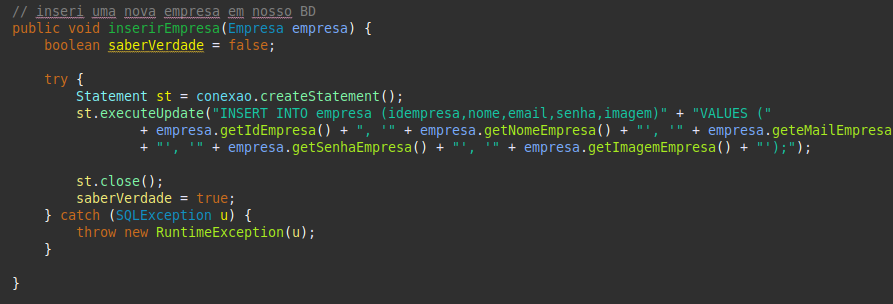 // inseri uma nova empresa em nosso BD
public void inserirEmpresa(Empresa empresa) {
boolean saberVerdade = false;
try {
Statement st = conexao.createStatement();
st.executeUpdate("INSERT INTO empresa (idempresa,nome,email,senha,imagem)" + "VALUES ("
+ empresa.getIdEmpresa() + ", '" + empresa.getNomeEmpresa() + "', '" + empresa.geteMailEmpresa
+ "', '" + empresa.getSenhaEmpresa() + "', '" + empresa.getImagemEmpresa() + "');");
st.close();
saberVerdade = true;
} catch (SQLException u) {
throw new RuntimeException(u);
}
}